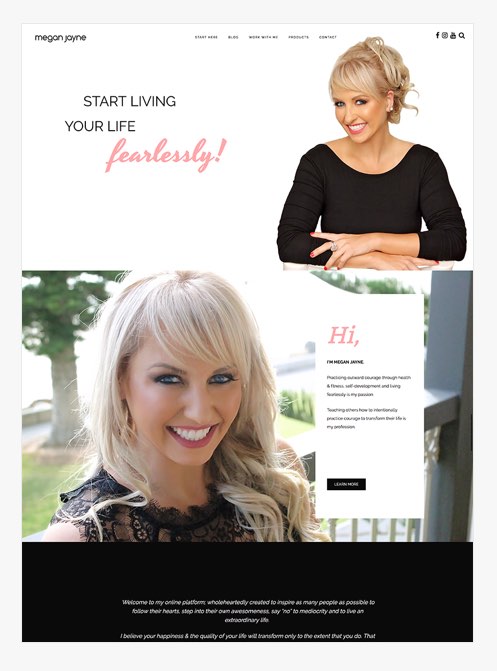 megan jayne
START HERE BLOG WORK WITH ME PRODUCTS CONTACT
START LIVING
YOUR LIFE
fearlessly!
Hi,
I'M MEGAN JAYNE.
Practising outward courage through health
& fitness, self-development and living
fearlessly is my passion
Teaching others how to intentionally
practice courage to transform their life is
my profession
LEARN MORE
Welcome to my online platform; wholeheartedly created to inspire as many people as possible to
follow their hearts, step into their own awesomeness, say "no" to mediocrity and to live an
extraordinary life.
I believe your happiness & the quality of your life will transform only to the extent that you do. That